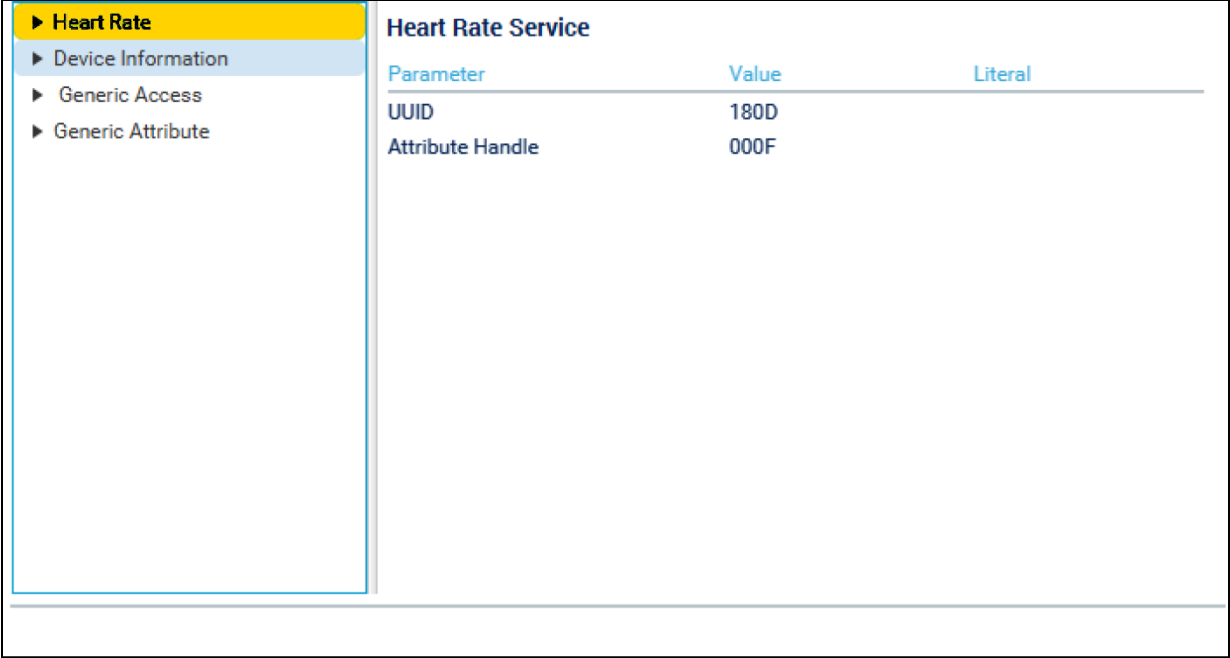 Heart Rate
Device Information
Generic Access
Generic Attribute
Heart Rate Service
Parameter Value Literal
UUID 180D
Attribute Handle 000F